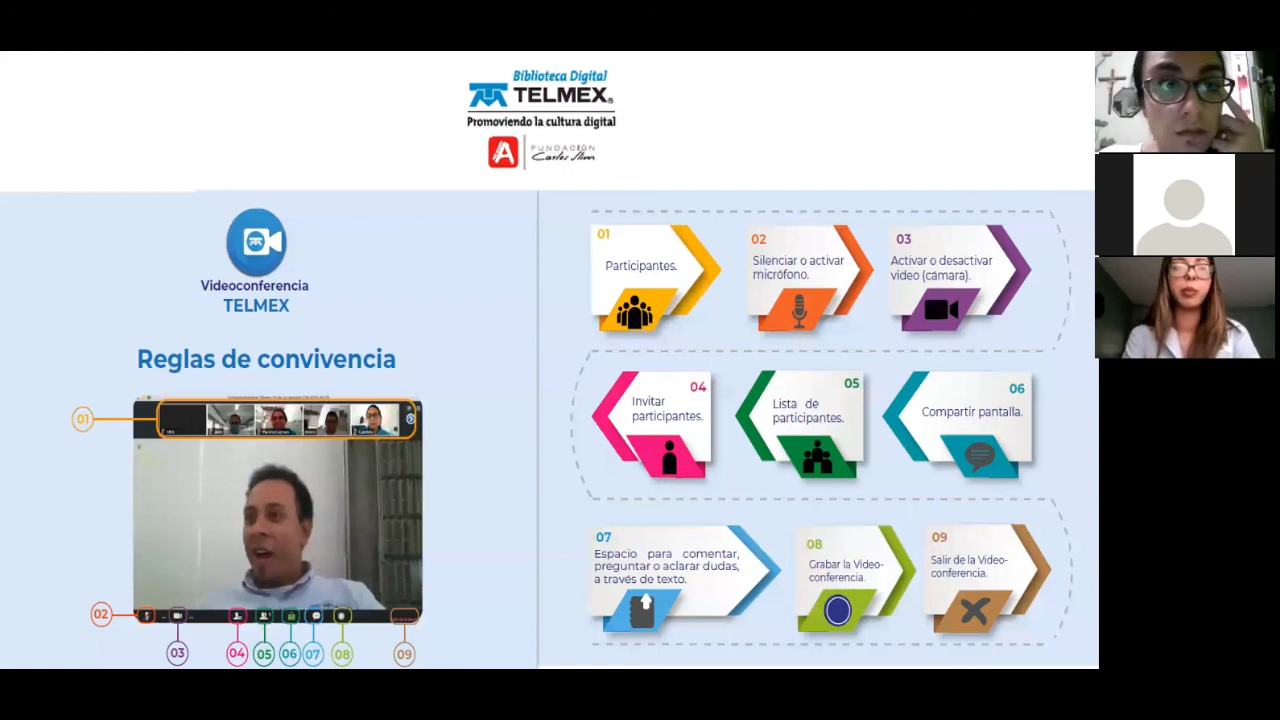 Biblioteca Digital
TELMEX®
Promoviendo la cultura digital
FUNDACIÓN
Carlos Slim
Videoconferencia
TELMEX
Reglas de convivencia
01
02
03
04
05
06
07
08
09
01
Participantes.
02
Silenciar o activar
micrófono.
03
Activar o desactivar
video (cámara).
04
Invitar
participantes.
05
Lista de
participantes.
06
Compartir pantalla.
07
Espacio para comentar,
preguntar o aclarar dudas,
a través de texto.
08
Grabar la Video-
conferencia.
09
Salir de la Video-
conferencia.